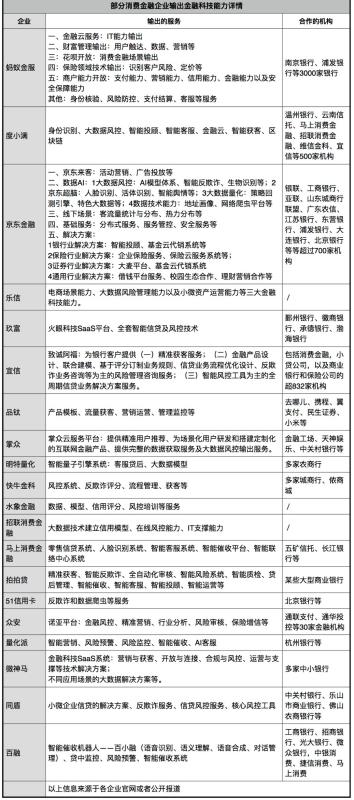 部分消费金融企业输出金融科技能力详情
企业
输出的服务
合作的机构
蚂蚁金服
一、金融云服务：IT能力输出
二、财富管理输出：用户触达、数据、营销等
三、花呗开放：消费金融场景输出
四：保险领域技术输出：识别客户风险、定价等
五：商户能力开放：支付能力、营销能力、信用能力、金融能力以及安
全保障能力
其他：身份核验、风险防控、支付结算、客服等服务
南京银行、浦发银
行等3000家银行
度小满
身份识别、大数据风控、智能投顾、智能客服、金融云、智能获客、区
块链
温州银行、云南信
托、马上消费金
融、招联消费金
融、维信金科、宜
信等500家机构
京东金融
一、京东来客：活动营销、广告投放等
二、数据AI：1大数据风控：AI模型体系、智能反欺诈、生物识别等；2
京东超脑：人脸识别、活体识别、智能舆情等；3大数据量化：策略回
测引擎、特色大数据等；4数据技术能力：地址画像、网络爬虫平台等
三、线下场景：客流量统计与分布、热力分布等
四、基础服务：分布式服务、服务管控、安全服务等
五、解决方案：
1银行业解决方案：智能投顾、基金云代销系统等
2保险行业解决方案：企业保险服务、保险云服务系统等；
3证券行业解决方案：大麦平台、基金云代销系统
4通用行业解决方案：借钱平台服务、校园生态合作、理财营销合作等
银联、工商银行、
亚联、山东城商行
联盟、广东农信、
江苏银行、东营银
行、浦发银行、大
连银行、北京银行
等等超过700家机
构
乐信
电商场景能力、大数据风险管理能力以及小微资产运营能力等三大金融
科技能力。
/
玖富
火眼科技SaaS平台、全套智能信贷及风控技术
鄞州银行、徽商银
行、承德银行、渤
海银行
宜信
致诚阿福：为银行客户提供（一）精准获客服务；（二）金融产品设
计、联合建模、基于评分订制业务规则、信贷业务流程优化设计、反欺
诈业务咨询等为主的风险管理咨询服务；（三）智能风控工具为主的全
周期信贷业务解决方案服务。
包括消费金融，小
贷公司，以及商业
银行和保险公司的
超832家机构
品钛
产品模板、流量获客、营销运营、管理监控等
去哪儿、携程、翼
支付、民生证券、
小米等
掌众
掌众云服务平台：提供精准用户推荐、为场景化用户研发和搭建定制化
的互联网金融产品、提供完整的数据获取服务及大数据风控输出服务。
金融工场、天神娱
乐、中关村银行等
明特量化
智能量子引擎系统：客服贷后、大数据模型
多家农商行
快牛金科
风控系统、反欺诈评分、流程管理、获客等
多家城商行、侬商
城
水象金融
数据、模型、信用评分、风控培训等服务
/
招联消费金
融
大数据技术建立信用模型、在线风控能力、IT支撑能力
/
马上消费金
融
零售信贷系统、人脸识别系统、智能客服系统、智能催收平台、智能联
络中心系统
五矿信托、长江银
行等
拍拍贷
精准获客、智能反欺诈、全自动化审核、智能风险系统、智能质检、贷
后管理、智能催收、智能客服、智能投顾、智能运营等
某些大型商业银行
51信用卡
反欺诈和数据爬虫等服务
北京银行等
众安
诺亚平台：金融风控、精准营销、行业分析、风险审核、保险增信等
通联支付、通华投
控等30家金融机构
量化派
智能营销、风险预警、风险监控、智能催收、AI客服
杭州银行等
微神马
金融科技SaaS系统：营销与获客、开放与连接、合规与风控、运营与支
撑等技术解决方案；
不同应用场景的大数据解决方案等。
多家中小银行
同盾
小微企业信贷的解决方案、反欺诈服务、信贷风控服务、核心风控工具
中关村银行、乐山
市商业银行、佛山
农商银行等
百融
智能催收机器人——百小融（语音识别、语义理解、语音合成、对话管
理）、贷中监控、风险预警、智能催收系统
工商银行、招商银
行、光大银行、微
众银行，中银消
费、捷信消费、马
上消费
以上信息来源于各企业官网或者公开报道